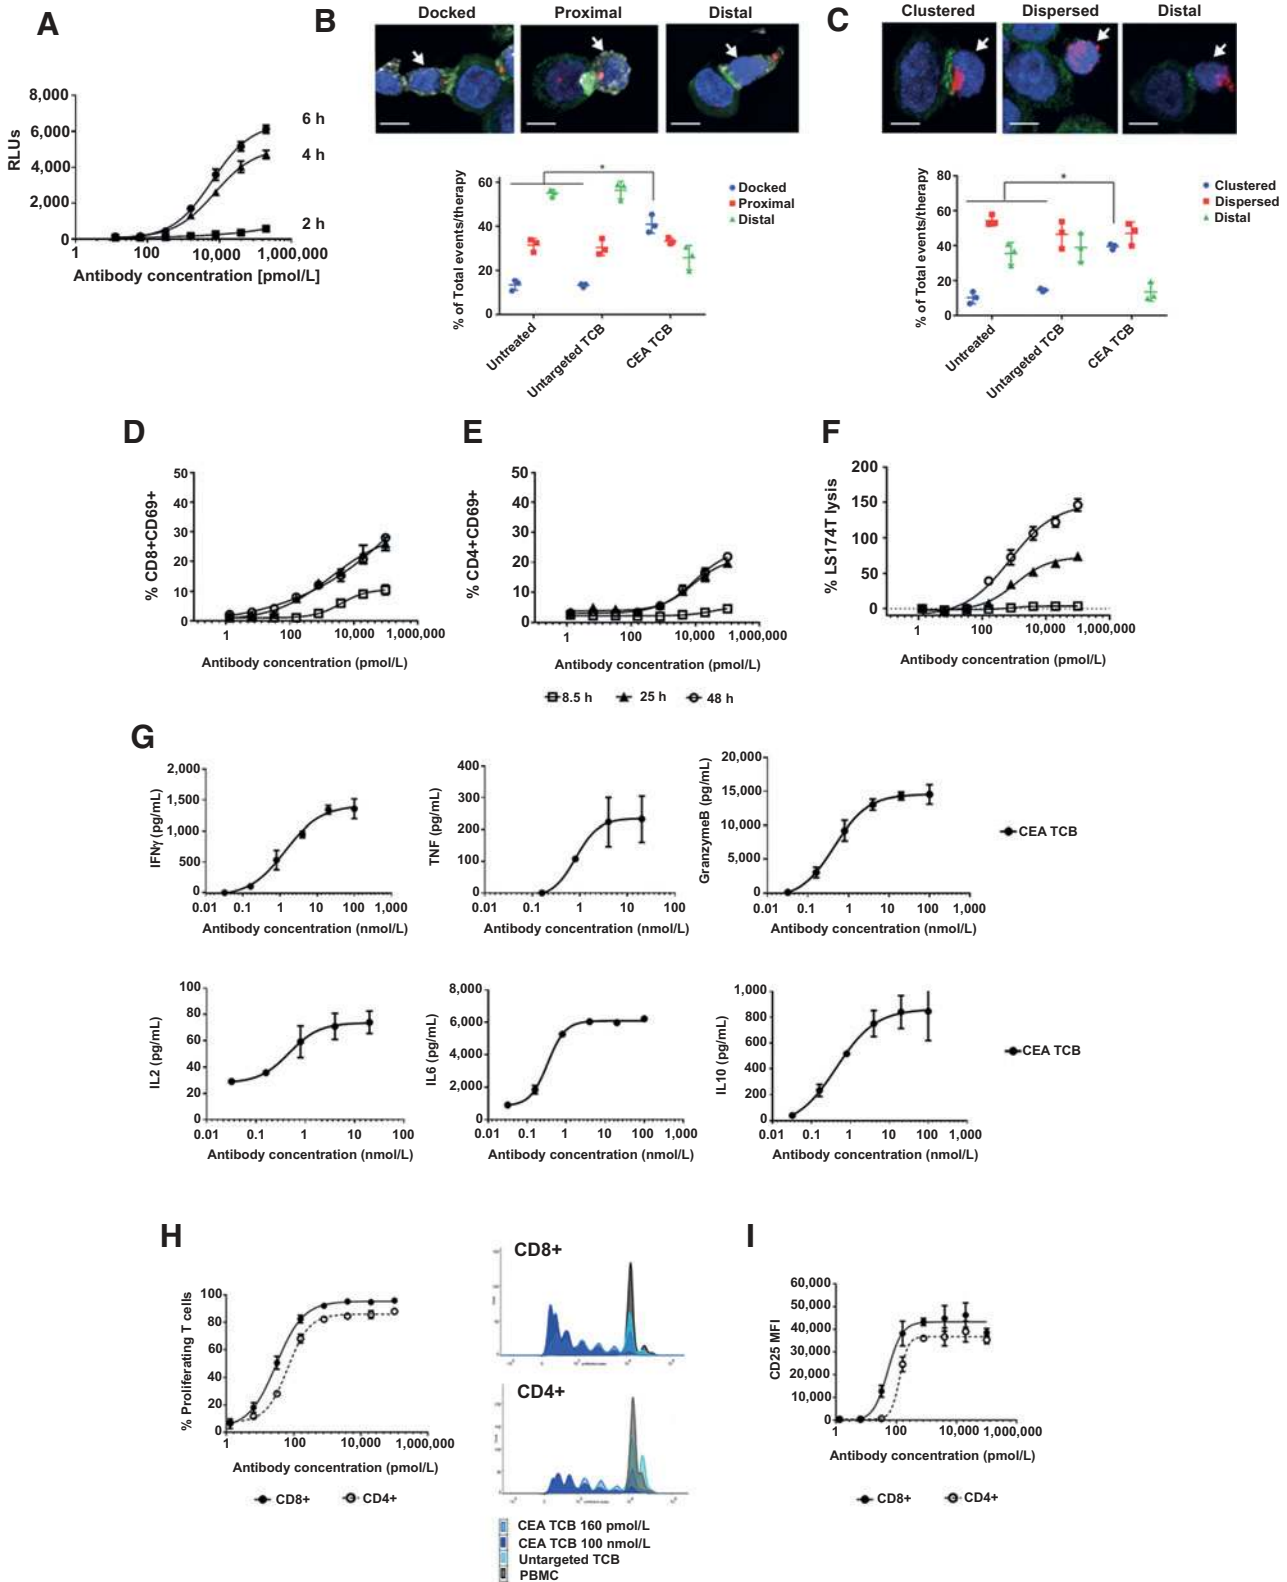 A
8,000
6,000
4,000
2,000
0
RLUs
6 h
4 h
2 h
1
100
10,000
1,000,000
Antibody concentration [pmol/L]
B
Docked
Proximal
Distal
60
40
20
0
% of Total events/therapy
*
Docked
Proximal
Distal
Untreated
Untargeted TCB
CEA TCB
C
Clustered
Dispersed
Distal
80
60
40
20
0
% of Total events/therapy
*
Clustered
Dispersed
Distal
Untreated
Untargeted TCB
CEA TCB
D
50
40
30
20
10
0
% CD8+CD69+
1
100
10,000
1,000,000
Antibody concentration (pmol/L)
E
50
40
30
20
10
0
% CD4+CD69+
1
100
10,000
1,000,000
Antibody concentration (pmol/L)
F
200
150
100
50
0
% LS174T lysis
1
100
10,000
1,000,000
Antibody concentration (pmol/L)
8.5 h
25 h
48 h
G
2,000
1,500
1,000
500
0
IFNγ (pg/mL)
0.01
0.1
1
10
100
1,000
Antibody concentration (nmol/L)
400
300
200
100
0
TNF (pg/mL)
0.01
0.1
1
10
100
Antibody concentration (nmol/L)
20,000
15,000
10,000
5,000
0
GranzymeB (pg/mL)
0.01
0.1
1
10
100
1,000
Antibody concentration (nmol/L)
CEA TCB
100
80
60
40
20
0
IL2 (pg/mL)
0.01
0.1
1
10
100
Antibody concentration (nmol/L)
8,000
6,000
4,000
2,000
0
IL6 (pg/mL)
0.01
0.1
1
10
100
1,000
Antibody concentration (nmol/L)
1,000
800
600
400
200
0
IL10 (pg/mL)
0.01
0.1
1
10
100
1,000
Antibody concentration (nmol/L)
CEA TCB
H
100
80
60
40
20
0
% Proliferating T cells
1
100
10,000
1,000,000
Antibody concentration (pmol/L)
CD8+
CD4+
CD8+
CD4+
CEA TCB 160 pmol/L
CEA TCB 100 nmol/L
Untargeted TCB
PBMC
I
60,000
50,000
40,000
30,000
20,000
10,000
0
CD25 MFI
1
100
10,000
1,000,000
Antibody concentration (pmol/L)
CD8+
CD4+